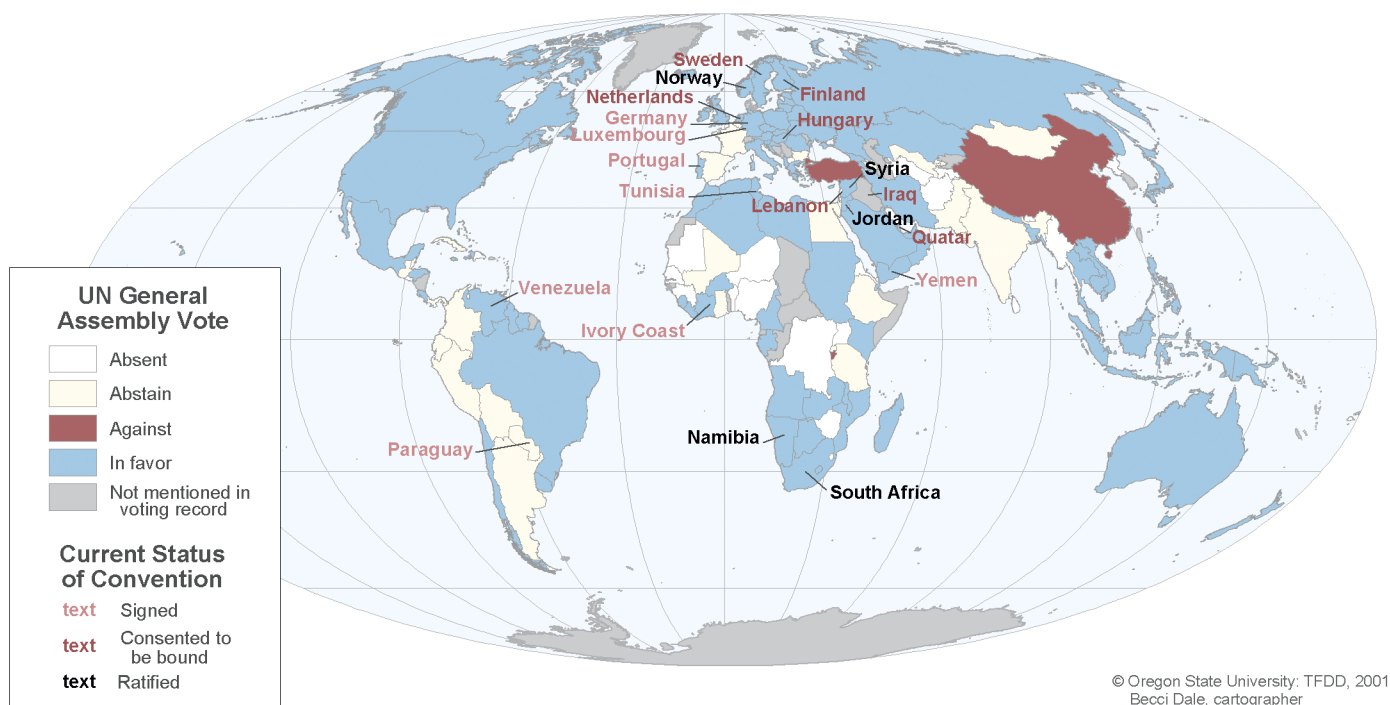 Sweden
Norway
Netherlands
Finland
Germany
Hungary
Luxembourg
Portugal
Syria
Tunisia
Iraq
Lebanon
Jordan
Quatar
Yemen
Venezuela
Ivory Coast
Namibia
Paraguay
South Africa
UN General
Assembly Vote
Absent
Abstain
Against
In favor
Not mentioned in
voting record
Current Status
of Convention
text Signed
text Consented to
be bound
text Ratified
© Oregon State University: TFDD, 2001
Becci Dale, cartographer